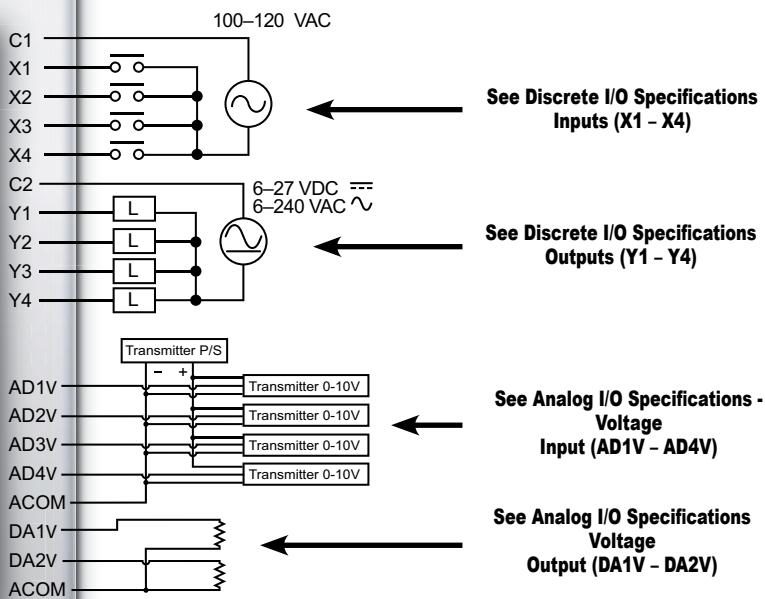 100–120 VAC
C1
X1
X2
X3
X4
See Discrete I/O Specifications
Inputs (X1 – X4)
C2
6–27 VDC
6–240 VAC
Y1 L
Y2 L
Y3 L
Y4 L
See Discrete I/O Specifications
Outputs (Y1 – Y4)
Transmitter P/S
– +
AD1V Transmitter 0-10V
AD2V Transmitter 0-10V
AD3V Transmitter 0-10V
AD4V Transmitter 0-10V
ACOM
See Analog I/O Specifications -
Voltage
Input (AD1V – AD4V)
DA1V
DA2V
ACOM
See Analog I/O Specifications
Voltage
Output (DA1V – DA2V)